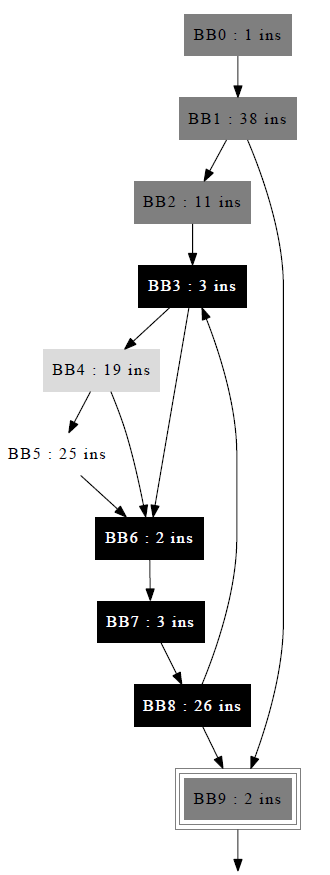 BB0 : 1 ins
BB1 : 38 ins
BB2 : 11 ins
BB3 : 3 ins
BB4 : 19 ins
BB5 : 25 ins
BB6 : 2 ins
BB7 : 3 ins
BB8 : 26 ins
BB9 : 2 ins